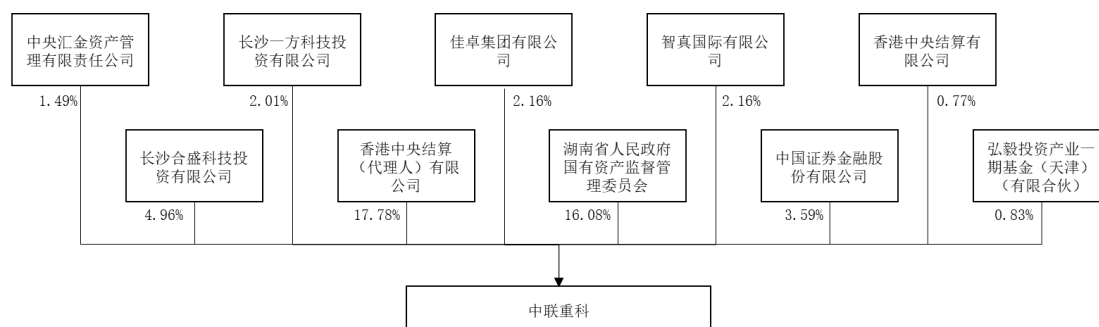 中央汇金资产管
理有限责任公司
长沙一方科技投
资有限公司
佳卓集团有限公
司
智真国际有限公
司
香港中央结算有
限公司
1.49%
2.01%
2.16%
2.16%
0.77%
长沙合盛科技投
资有限公司
香港中央结算
（代理人）有限
公司
湖南省人民政府
国有资产监督管
理委员会
中国证券金融股
份有限公司
弘毅投资产业一
期基金（天津）
（有限合伙）
4.96%
17.78%
16.08%
3.59%
0.83%
中联重科